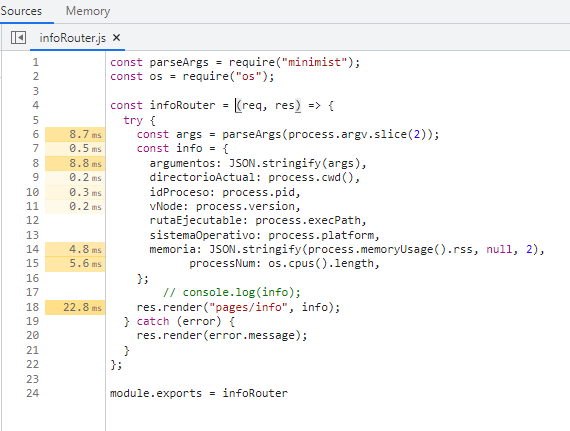 Sources Memory
infoRouter.js ×
1 const parseArgs = require("minimist");
2 const os = require("os");
3
4 const infoRouter = (req, res) => {
5 try {
6 8.7 ms const args = parseArgs(process.argv.slice(2));
7 0.5 ms const info = {
8 8.8 ms argumentos: JSON.stringify(args),
9 0.2 ms directorioActual: process.cwd(),
10 0.3 ms idProceso: process.pid,
11 0.2 ms vNode: process.version,
12 rutaEjecutable: process.execPath,
13 sistemaOperativo: process.platform,
14 4.8 ms memoria: JSON.stringify(process.memoryUsage().rss, null, 2),
15 5.6 ms processNum: os.cpus().length,
16 };
17 // console.log(info);
18 22.8 ms res.render("pages/info", info);
19 } catch (error) {
20 res.render(error.message);
21 }
22 };
23
24 module.exports = infoRouter